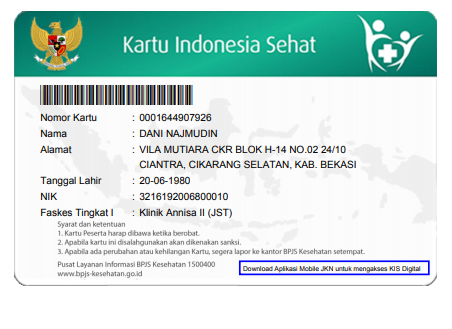 Kartu Indonesia Sehat
Nomor Kartu : 0001644907926
Nama : DANI NAJMUDIN
Alamat : VILA MUTIARA CKR BLOK H-14 NO.02 24/10
CIANTRA, CIKARANG SELATAN, KAB. BEKASI
Tanggal Lahir : 20-06-1980
NIK : 3216192006800010
Faskes Tingkat I : Klinik Annisa II (JST)
Syarat dan ketentuan
1. Kartu Peserta harap dibawa ketika berobat.
2. Apabila kartu ini disalahgunakan akan dikenakan sanksi.
3. Apabila ada perubahan atau kehilangan Kartu, segera lapor ke kantor BPJS Kesehatan setempat.
Pusat Layanan Informasi BPJS Kesehatan 1500400
www.bpjs-kesehatan.go.id
Download Aplikasi Mobile JKN untuk mengakses KIS Digital